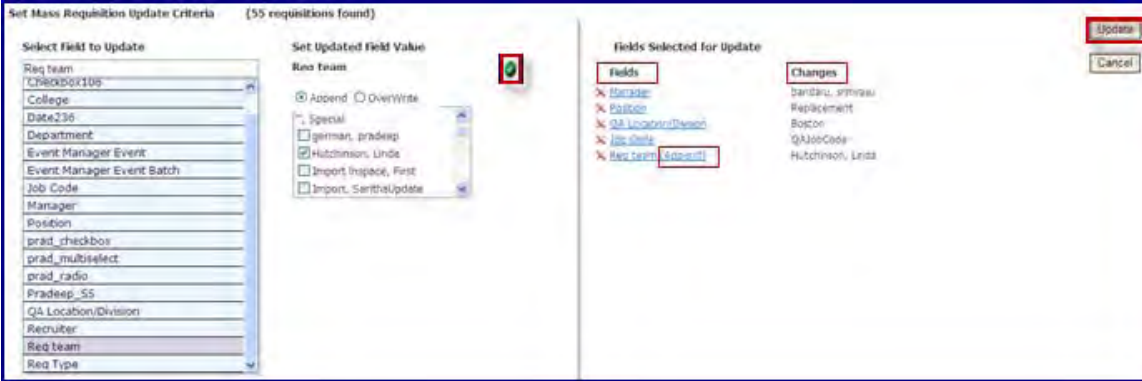 Set Mass Requisition Update Criteria (55 requisitions found)
Update
Cancel
Select Field to Update
Req team
Checkbox106
College
Date236
Department
Event Manager Event
Event Manager Event Batch
Job Code
Manager
Position
prad_checkbox
prad_multiselect
prad_radio
Pradeep_SS
QA Location/Division
Recruiter
Req team
Req Type
Set Updated Field Value
Req team
Append OverWrite
Special
german, pradeep
Hutchinson, Linda
Import Inspace, First
Import, SarithaUpdate
Fields Selected for Update
Fields Changes
Manager
Position Replacement
QA Location/Division Boston
Job Code QAJobCode
Req team (Append) Hutchinson, Linda